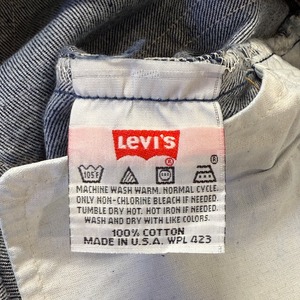 LEVI'S
®
105F
MACHINE WASH WARM. NORMAL CYCLE.
ONLY NON-CHLORINE BLEACH IF NEEDED.
TUMBLE DRY HOT. HOT IRON IF NEEDED.
WASH AND DRY WITH LIKE COLORS.
100% COTTON
MADE IN U.S.A. WPL 423